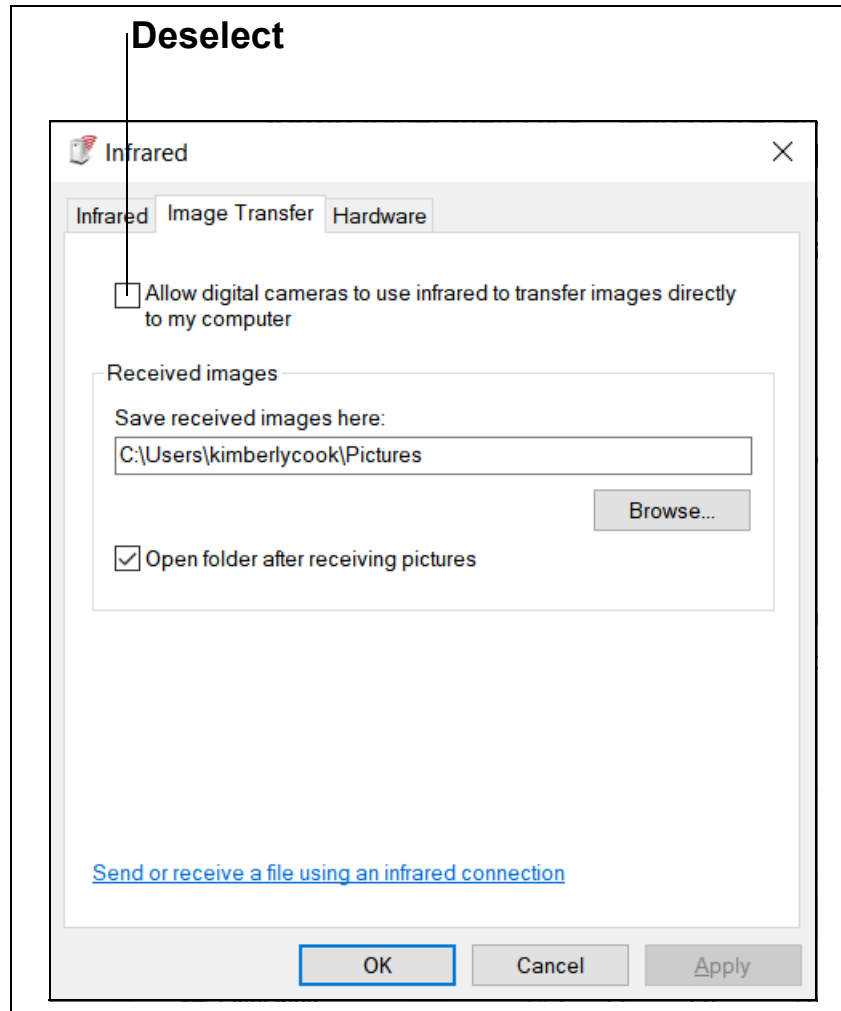 Deselect
Infrared
Infrared Image Transfer Hardware
Allow digital cameras to use infrared to transfer images directly
to my computer
Received images
Save received images here:
C:\Users\kimberlycook\Pictures
Browse...
Open folder after receiving pictures
Send or receive a file using an infrared connection
OK Cancel Apply